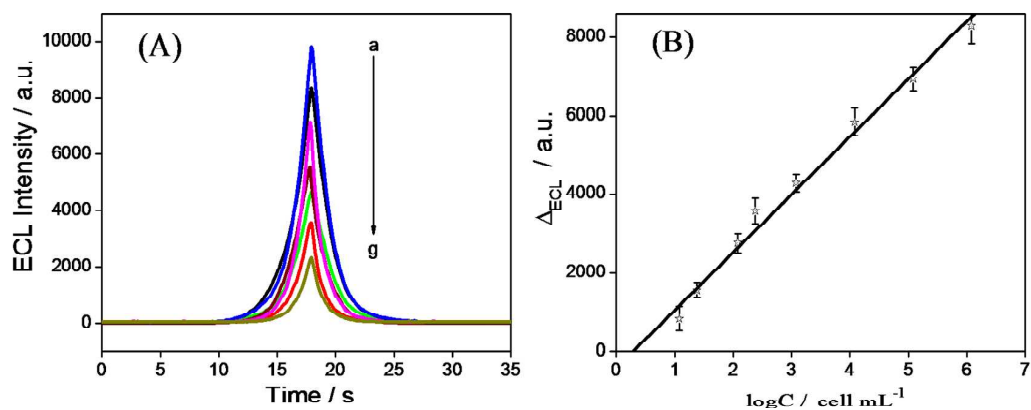 (A)
a
g
10000
8000
6000
4000
2000
0
ECL Intensity / a.u.
0 5 10 15 20 25 30 35
Time / s
(B)
8000
6000
4000
2000
0
ΔECL / a.u.
0 1 2 3 4 5 6 7
logC / cell mL-1